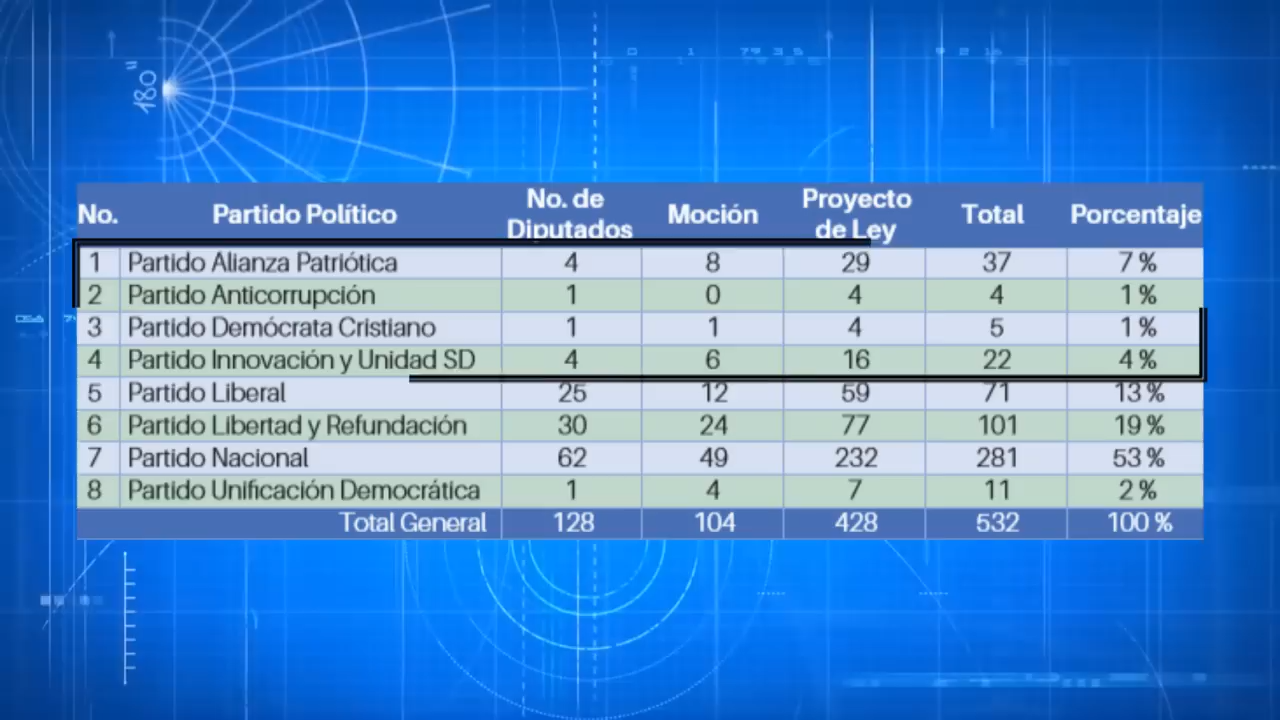 180"
No. Partido Político No. de Diputados Moción Proyecto de Ley Total Porcentaje
1 Partido Alianza Patriótica 4 8 29 37 7 %
2 Partido Anticorrupción 1 0 4 4 1 %
3 Partido Demócrata Cristiano 1 1 4 5 1 %
4 Partido Innovación y Unidad SD 4 6 16 22 4 %
5 Partido Liberal 25 12 59 71 13 %
6 Partido Libertad y Refundación 30 24 77 101 19 %
7 Partido Nacional 62 49 232 281 53 %
8 Partido Unificación Democrática 1 4 7 11 2 %
Total General 128 104 428 532 100 %